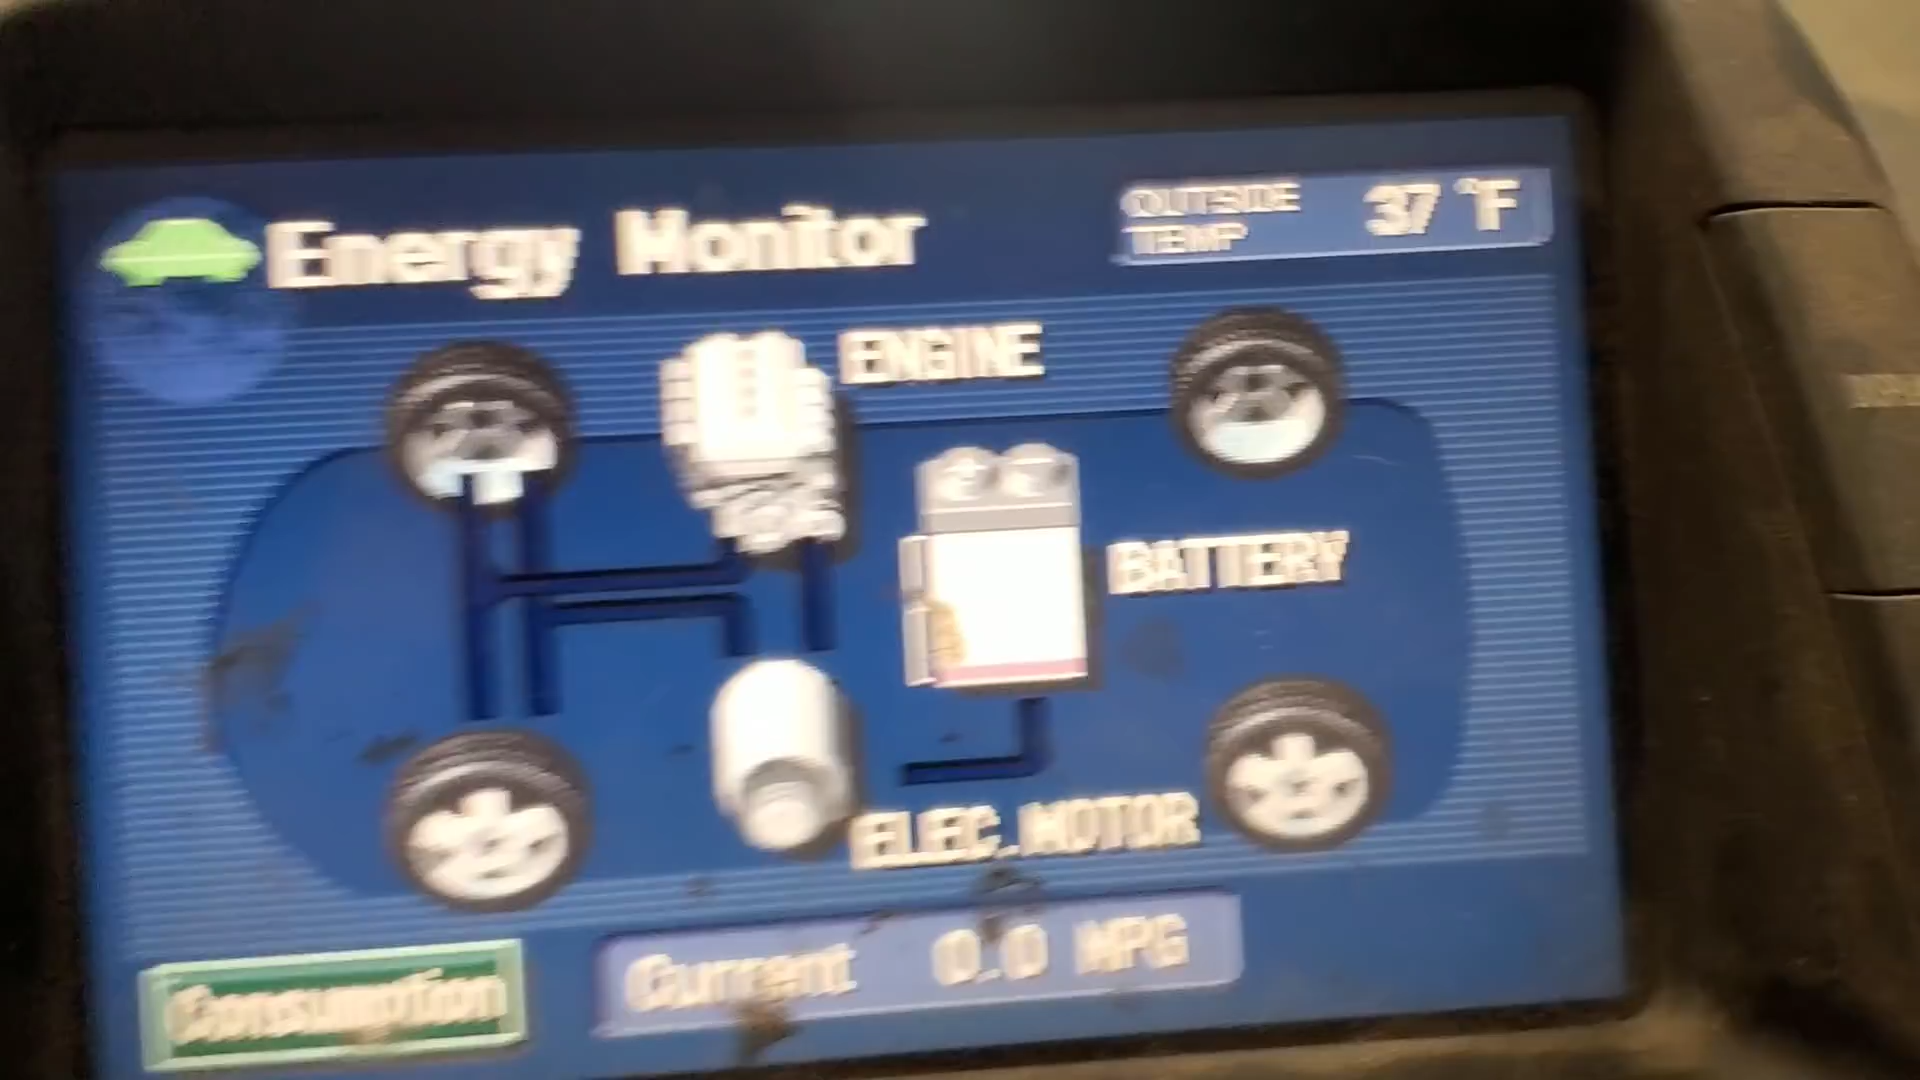 Energy Monitor
OUTSIDE
TEMP
37 °F
ENGINE
BATTERY
ELEC.MOTOR
Consumption
Current 0.0 MPG